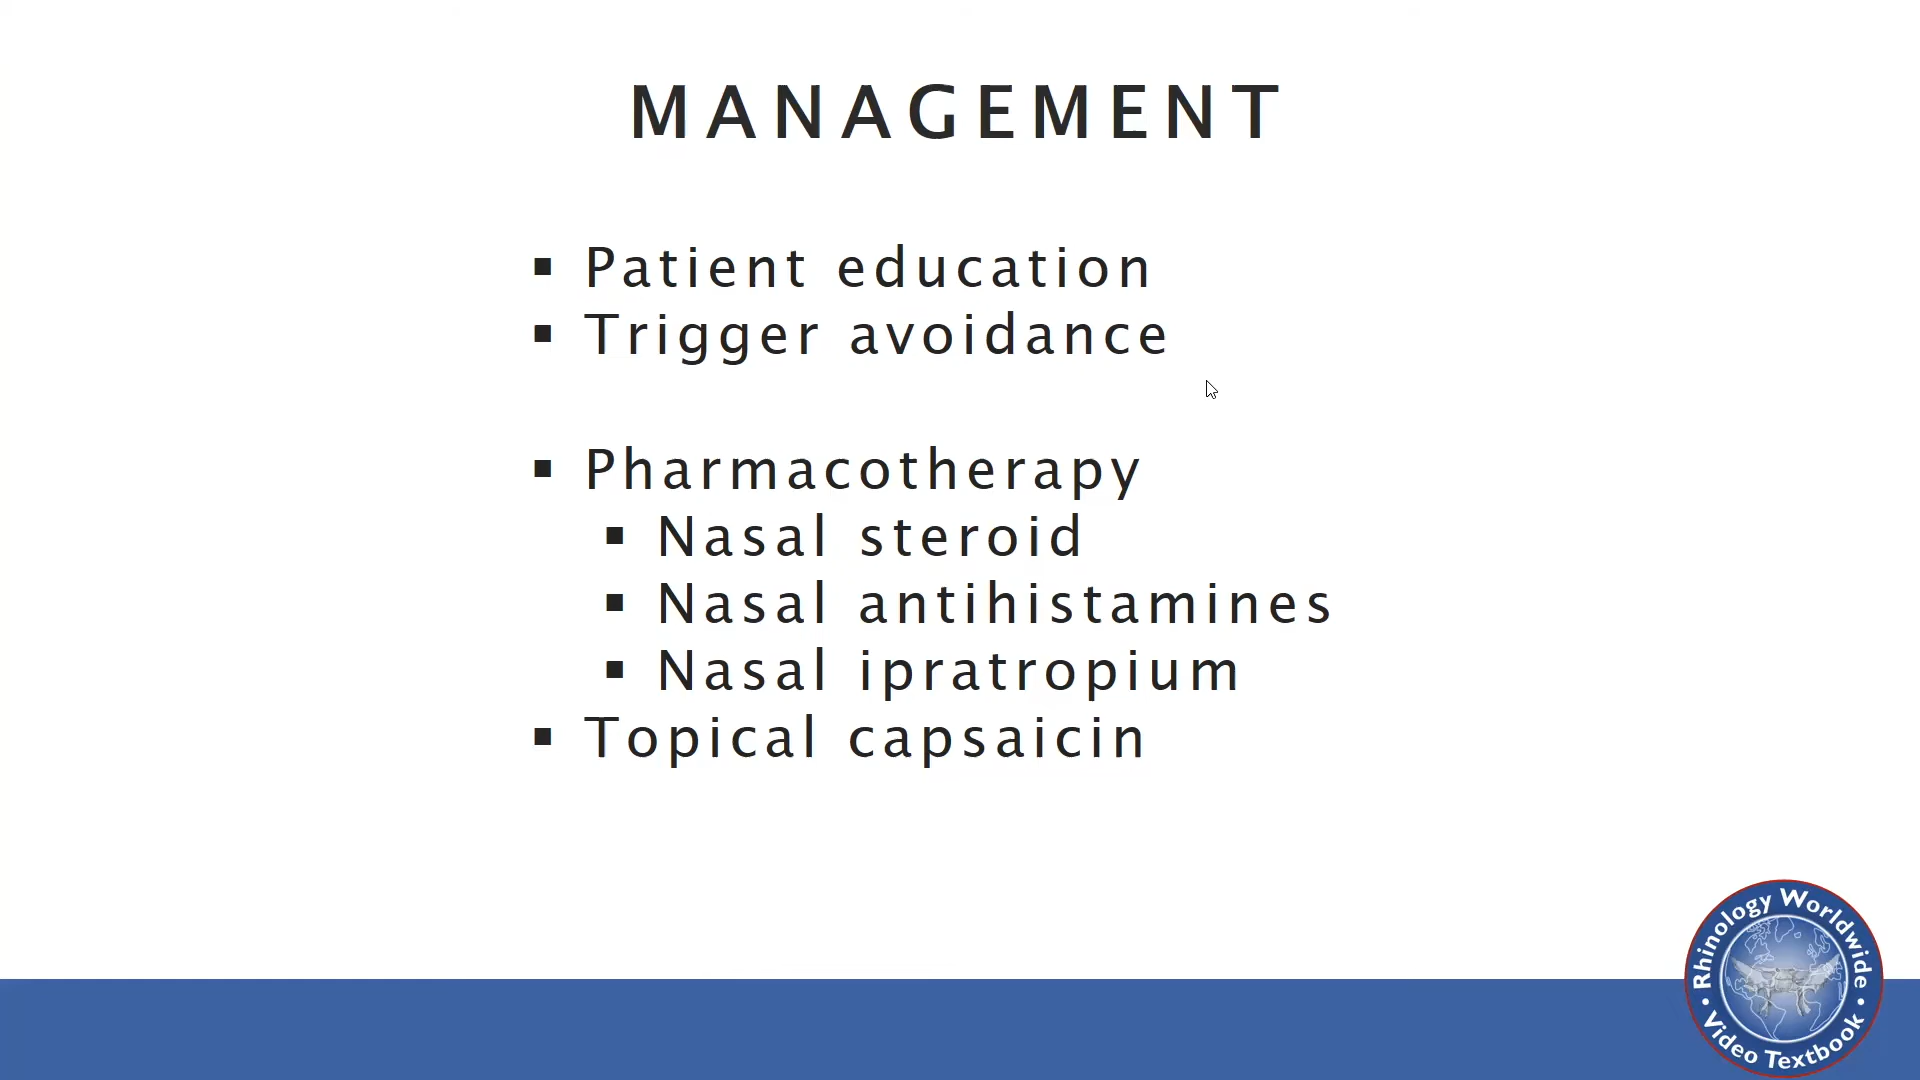 MANAGEMENT
▪ Patient education
▪ Trigger avoidance
▪ Pharmacotherapy
▪ Nasal steroid
▪ Nasal antihistamines
▪ Nasal ipratropium
▪ Topical capsaicin
Rhinology Worldwide
• Video Textbook •